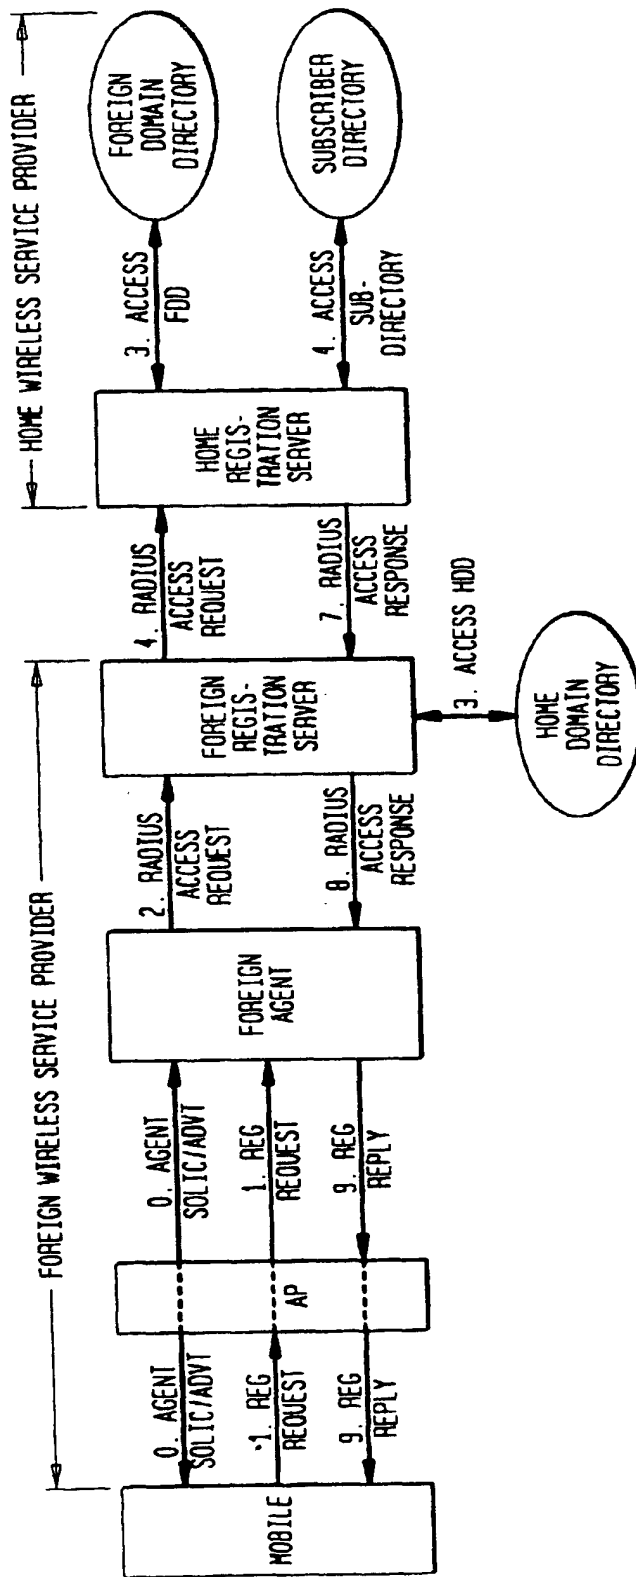 FOREIGN WIRELESS SERVICE PROVIDER
HOME WIRELESS SERVICE PROVIDER
MOBILE
0. AGENT
SOLIC/ADVT
1. REG
REQUEST
9. REG
REPLY
AP
0. AGENT
SOLIC/ADVT
1. REG
REQUEST
9. REG
REPLY
FOREIGN
AGENT
2. RADIUS
ACCESS
REQUEST
8. RADIUS
ACCESS
RESPONSE
FOREIGN
REGIS-
TRATION
SERVER
3. ACCESS HDD
HOME
DOMAIN
DIRECTORY
4. RADIUS
ACCESS
REQUEST
7. RADIUS
ACCESS
RESPONSE
HOME
REGIS-
TRATION
SERVER
3. ACCESS
FDD
4. ACCESS
SUB-
DIRECTORY
FOREIGN
DOMAIN
DIRECTORY
SUBSCRIBER
DIRECTORY